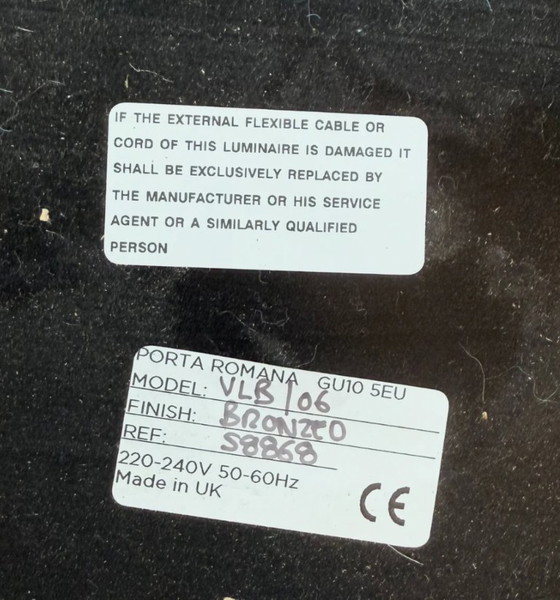 IF THE EXTERNAL FLEXIBLE CABLE OR
CORD OF THIS LUMINAIRE IS DAMAGED IT
SHALL BE EXCLUSIVELY REPLACED BY
THE MANUFACTURER OR HIS SERVICE
AGENT OR A SIMILARLY QUALIFIED
PERSON
PORTA ROMANA GU10 5EU
MODEL: VLB/06
FINISH: BRONZED
REF: S8868
220-240V 50-60Hz
Made in UK
CE